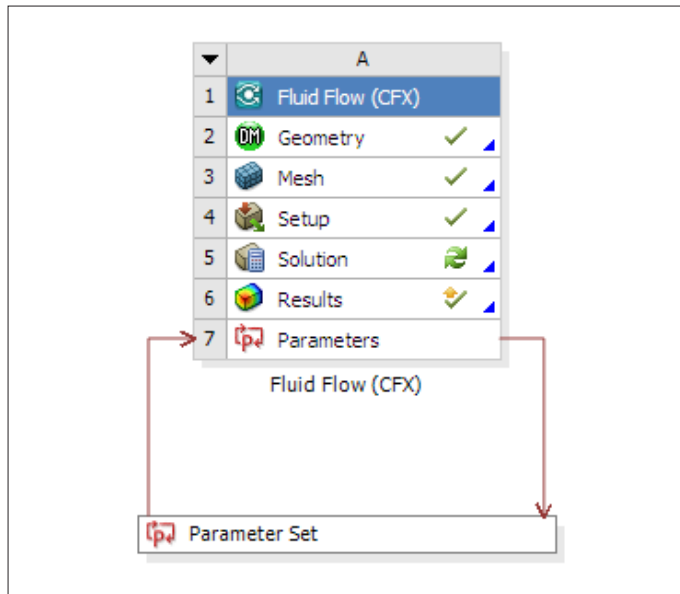 A
1 Fluid Flow (CFX)
2 DM Geometry
3 Mesh
4 Setup
5 Solution
6 Results
7 p Parameters
Fluid Flow (CFX)
p Parameter Set